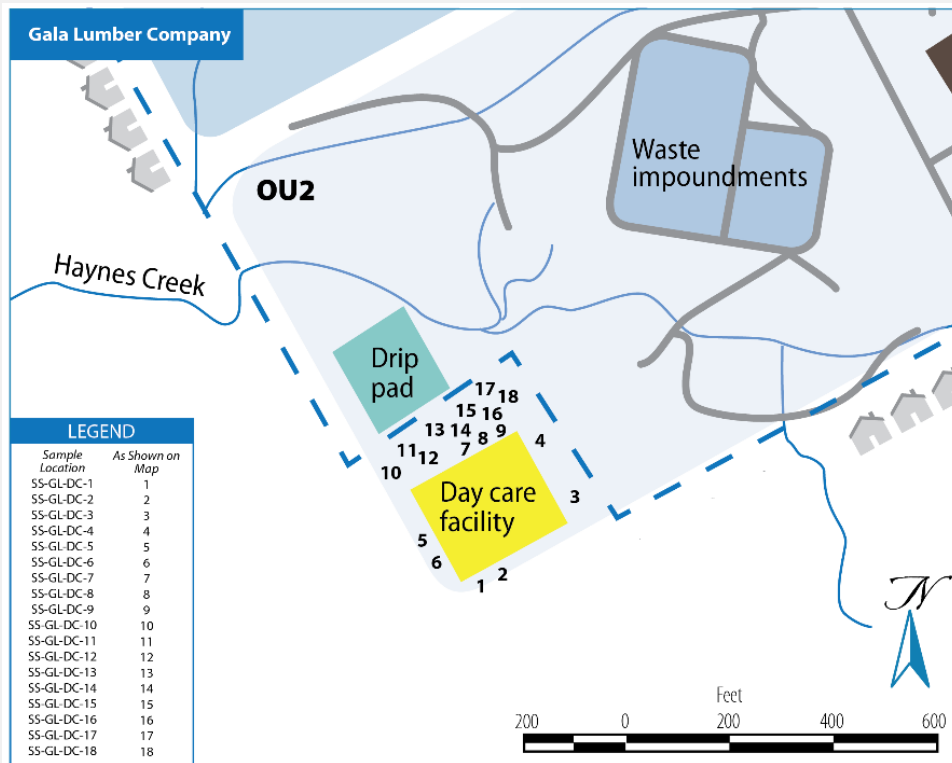 Gala Lumber Company
Waste
impoundments
OU2
Haynes Creek
Drip
pad
17
18
15
16
13
14
9
8
4
11
12
7
10
Day care
facility
3
5
6
2
1
LEGEND
Sample Location
As Shown on Map
SS-GL-DC-1 1
SS-GL-DC-2 2
SS-GL-DC-3 3
SS-GL-DC-4 4
SS-GL-DC-5 5
SS-GL-DC-6 6
SS-GL-DC-7 7
SS-GL-DC-8 8
SS-GL-DC-9 9
SS-GL-DC-10 10
SS-GL-DC-11 11
SS-GL-DC-12 12
SS-GL-DC-13 13
SS-GL-DC-14 14
SS-GL-DC-15 15
SS-GL-DC-16 16
SS-GL-DC-17 17
SS-GL-DC-18 18
N
Feet
200 0 200 400 600